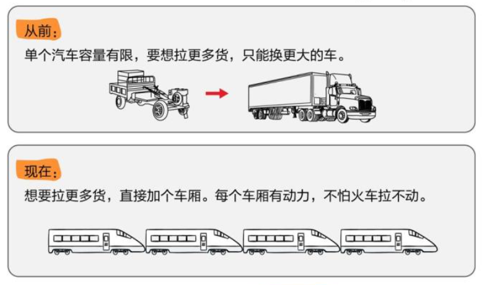 从前：
单个汽车容量有限，要想拉更多货，只能换更大的车。
现在：
想要拉更多货，直接加个车厢。每个车厢有动力，不怕火车拉不动。